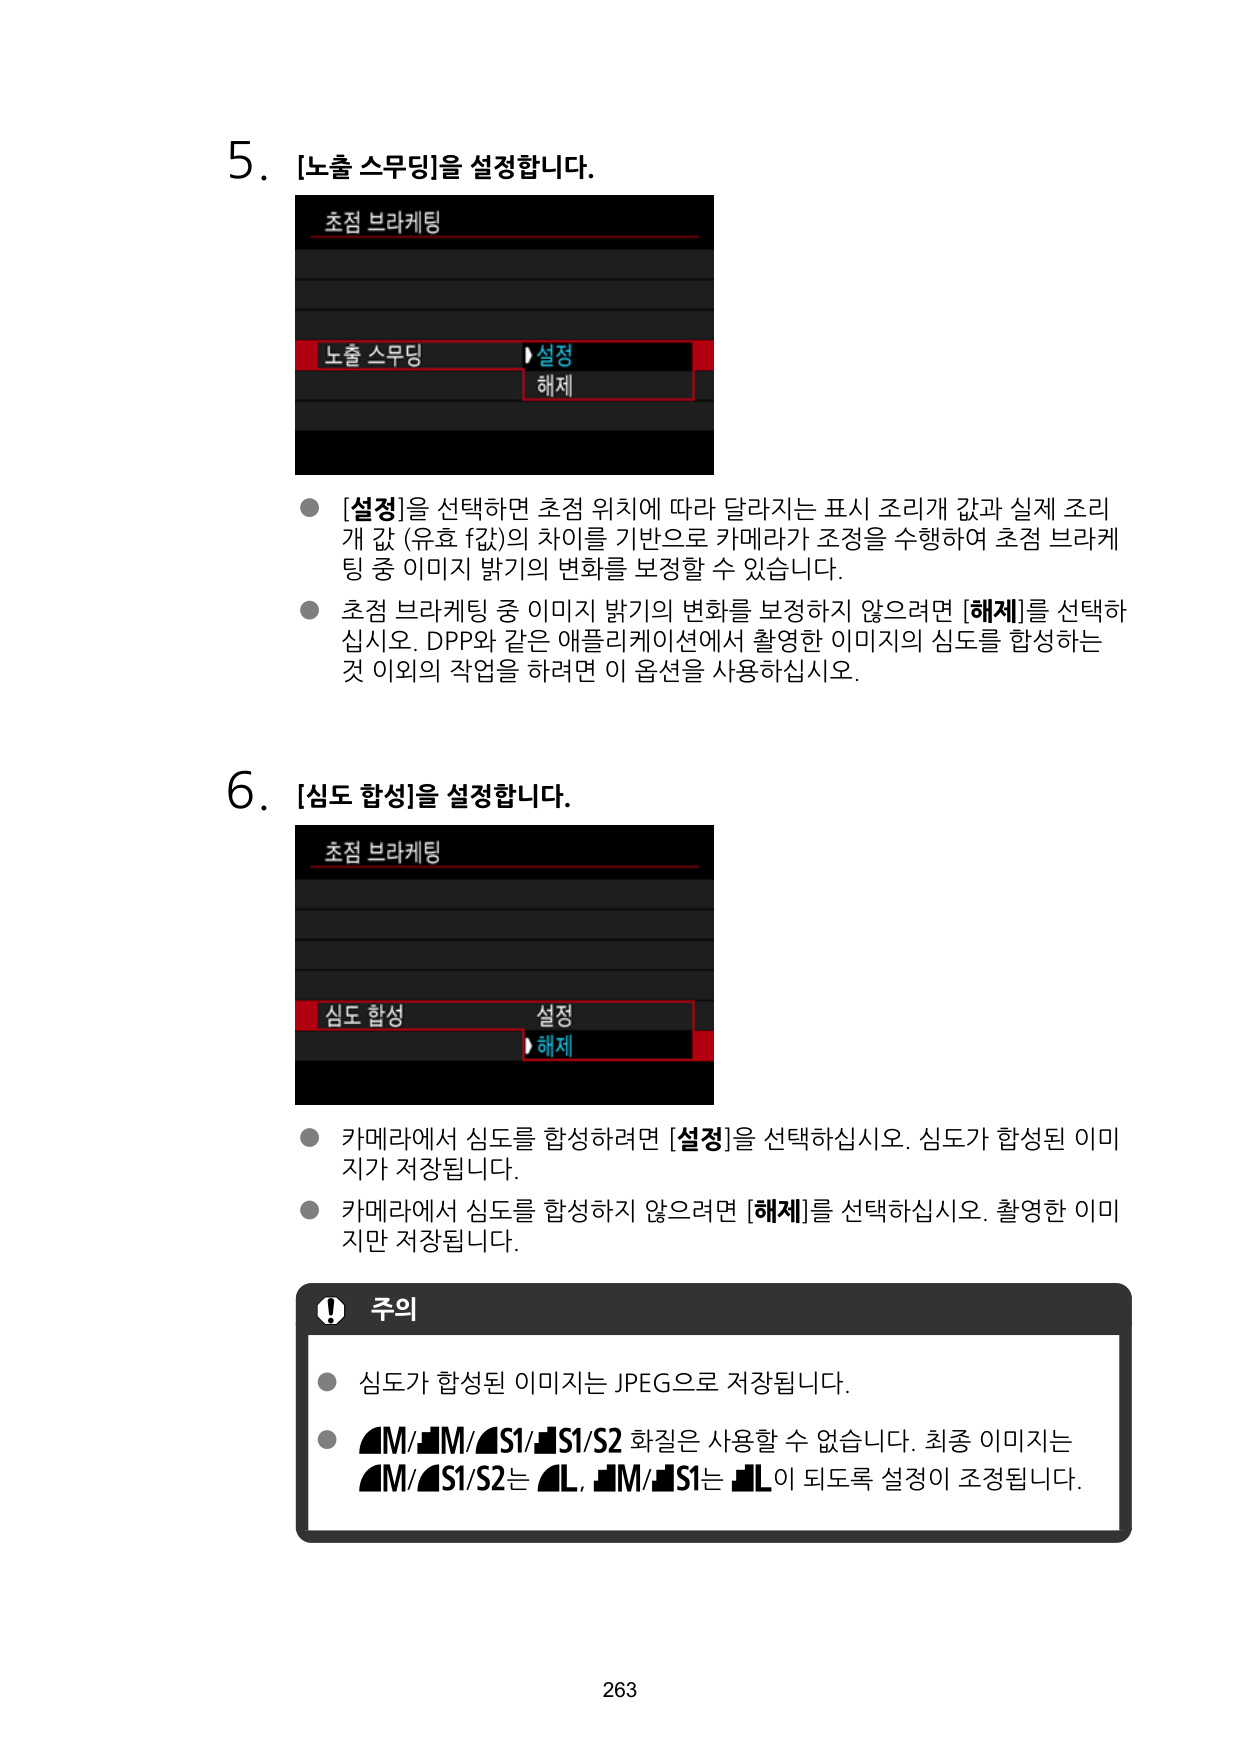 5. [노출 스무딩]을 설정합니다.
초점 브라케팅
노출 스무딩 설정
해제
● [설정]을 선택하면 초점 위치에 따라 달라지는 표시 조리개 값과 실제 조리
개 값 (유효 f값)의 차이를 기반으로 카메라가 조정을 수행하여 초점 브라케
팅 중 이미지 밝기의 변화를 보정할 수 있습니다.
● 초점 브라케팅 중 이미지 밝기의 변화를 보정하지 않으려면 [해제]를 선택하
십시오. DPP와 같은 애플리케이션에서 촬영한 이미지의 심도를 합성하는
것 이외의 작업을 하려면 이 옵션을 사용하십시오.
6. [심도 합성]을 설정합니다.
초점 브라케팅
심도 합성 설정
해제
● 카메라에서 심도를 합성하려면 [설정]을 선택하십시오. 심도가 합성된 이미
지가 저장됩니다.
● 카메라에서 심도를 합성하지 않으려면 [해제]를 선택하십시오. 촬영한 이미
지만 저장됩니다.
주의
● 심도가 합성된 이미지는 JPEG으로 저장됩니다.
● M/M/S1/S1/S2 화질은 사용할 수 없습니다. 최종 이미지는
M/S1/S2는 L, M/S1는 L이 되도록 설정이 조정됩니다.
263